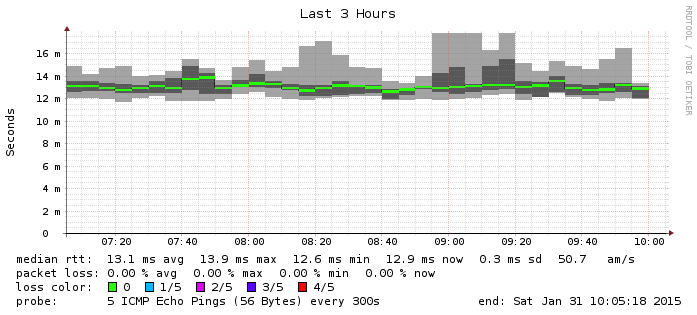 Last 3 Hours
RRDTOOL / TOBI OETIKER
Seconds
16 m
14 m
12 m
10 m
8 m
6 m
4 m
2 m
0
07:20 07:40 08:00 08:20 08:40 09:00 09:20 09:40 10:00
median rtt: 13.1 ms avg 13.9 ms max 12.6 ms min 12.9 ms now 0.3 ms sd 50.7 am/s
packet loss: 0.00 % avg 0.00 % max 0.00 % min 0.00 % now
loss color: 0 1/5 2/5 3/5 4/5
probe: 5 ICMP Echo Pings (56 Bytes) every 300s end: Sat Jan 31 10:05:18 2015